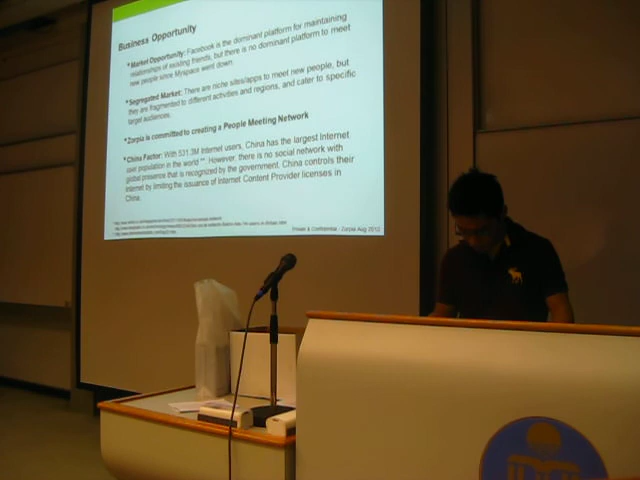 Business Opportunity
*Market Opportunity: Facebook is the dominant platform for maintaining
relationships of existing friends, but there is no dominant platform to meet
new people since Myspace went down.
*Segregated Market: There are niche sites/apps to meet new people, but
they are fragmented to different activities and regions, and cater to specific
target audiences.
*Zorpia is committed to creating a People Meeting Network
*China Factor: With 531.3M Internet users, China has the largest Internet
user population in the world **. However, there is no social network with
global presence that is recognized by the government. China controls their
Internet by limiting the issuance of Internet Content Provider licenses in
China.
Private & Confidential - Zorpia Aug 2012